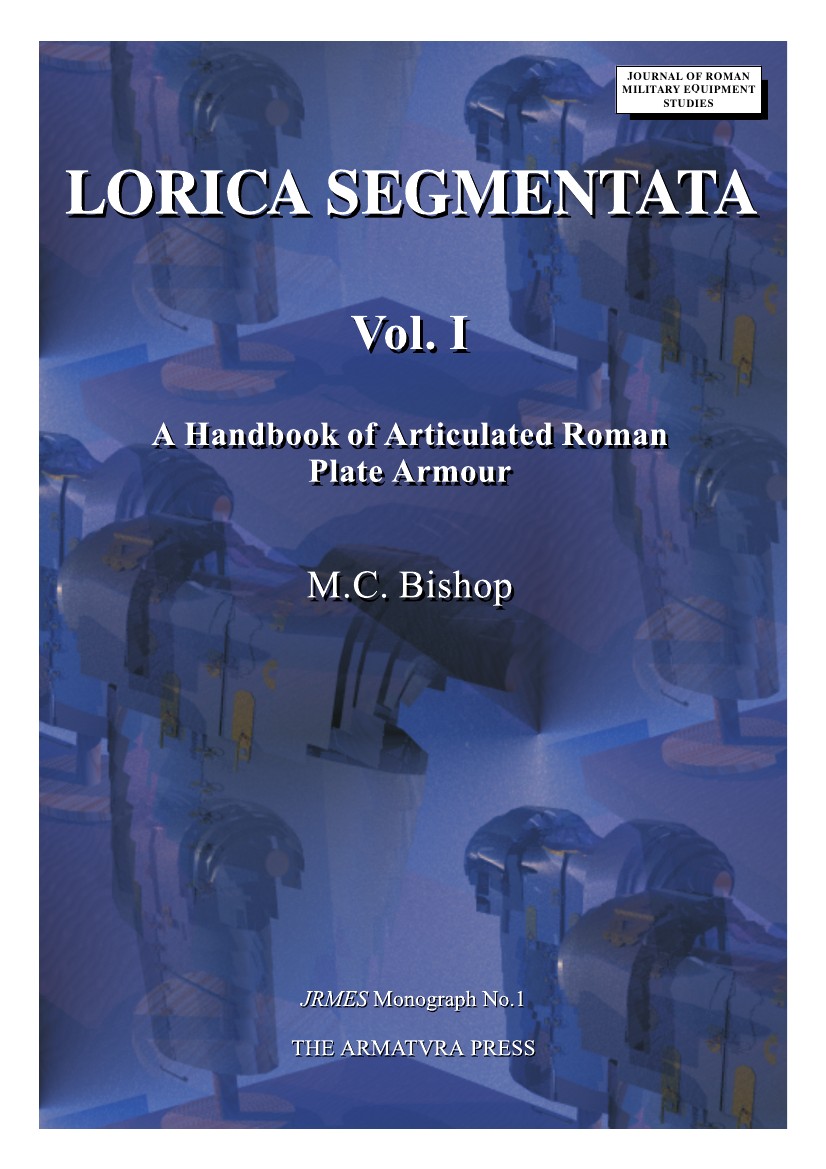 JOURNAL OF ROMAN
MILITARY EQUIPMENT
STUDIES
LORICA SEGMENTATA
Vol. I
A Handbook of Articulated Roman
Plate Armour
M.C. Bishop
JRMES Monograph No.1
THE ARMATVRA PRESS